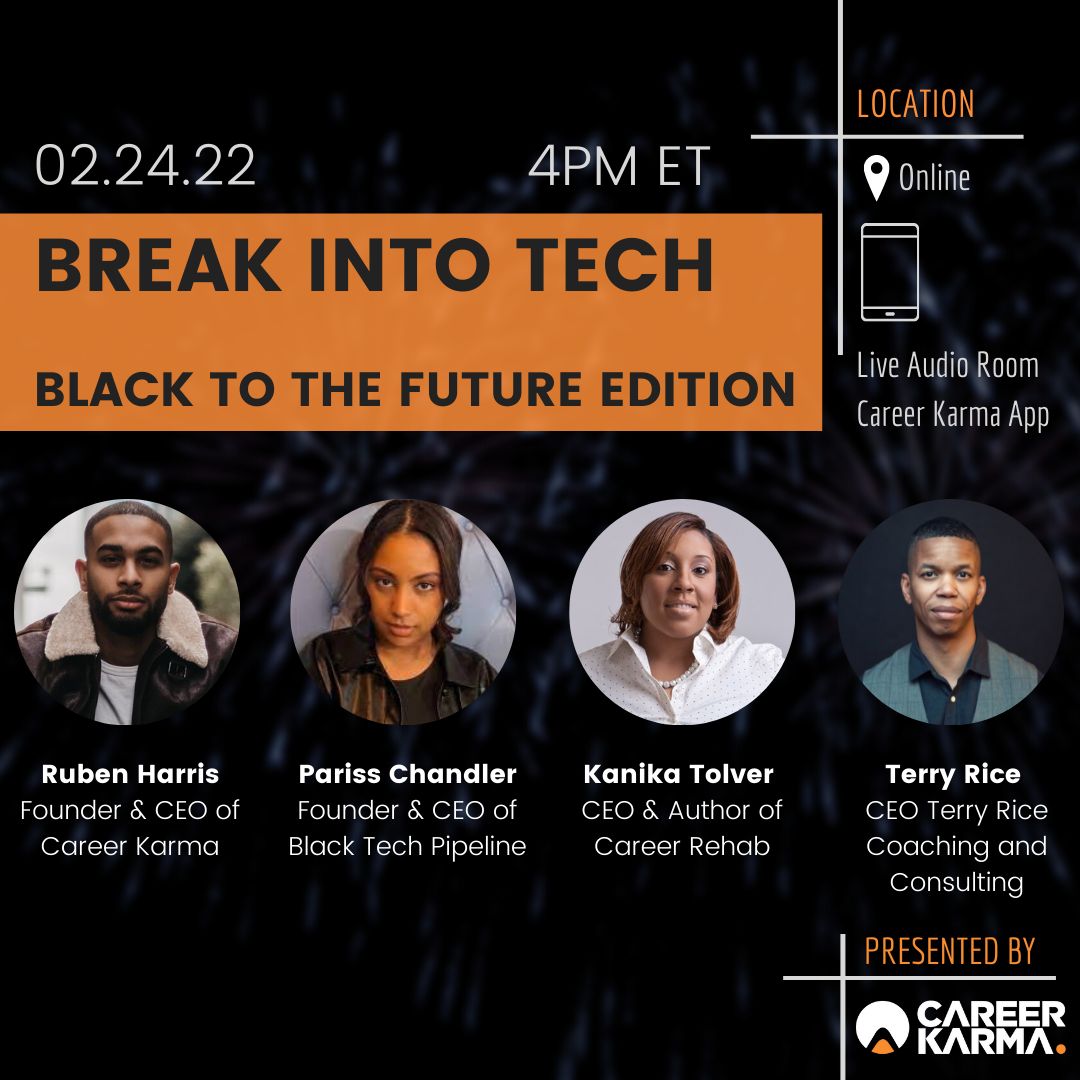 LOCATION
02.24.22
4PM ET
Online
BREAK INTO TECH
BLACK TO THE FUTURE EDITION
Live Audio Room
Career Karma App
Ruben Harris
Founder & CEO of
Career Karma
Pariss Chandler
Founder & CEO of
Black Tech Pipeline
Kanika Tolver
CEO & Author of
Career Rehab
Terry Rice
CEO Terry Rice
Coaching and
Consulting
PRESENTED BY
CAREER
KARMA.